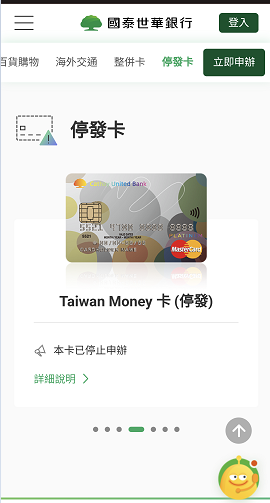 國泰世華銀行
登入
百貨購物
海外交通
整併卡
停發卡
立即申辦
停發卡
United Bank
MasterCard
Taiwan Money 卡 (停發)
本卡已停止申辦
詳細說明